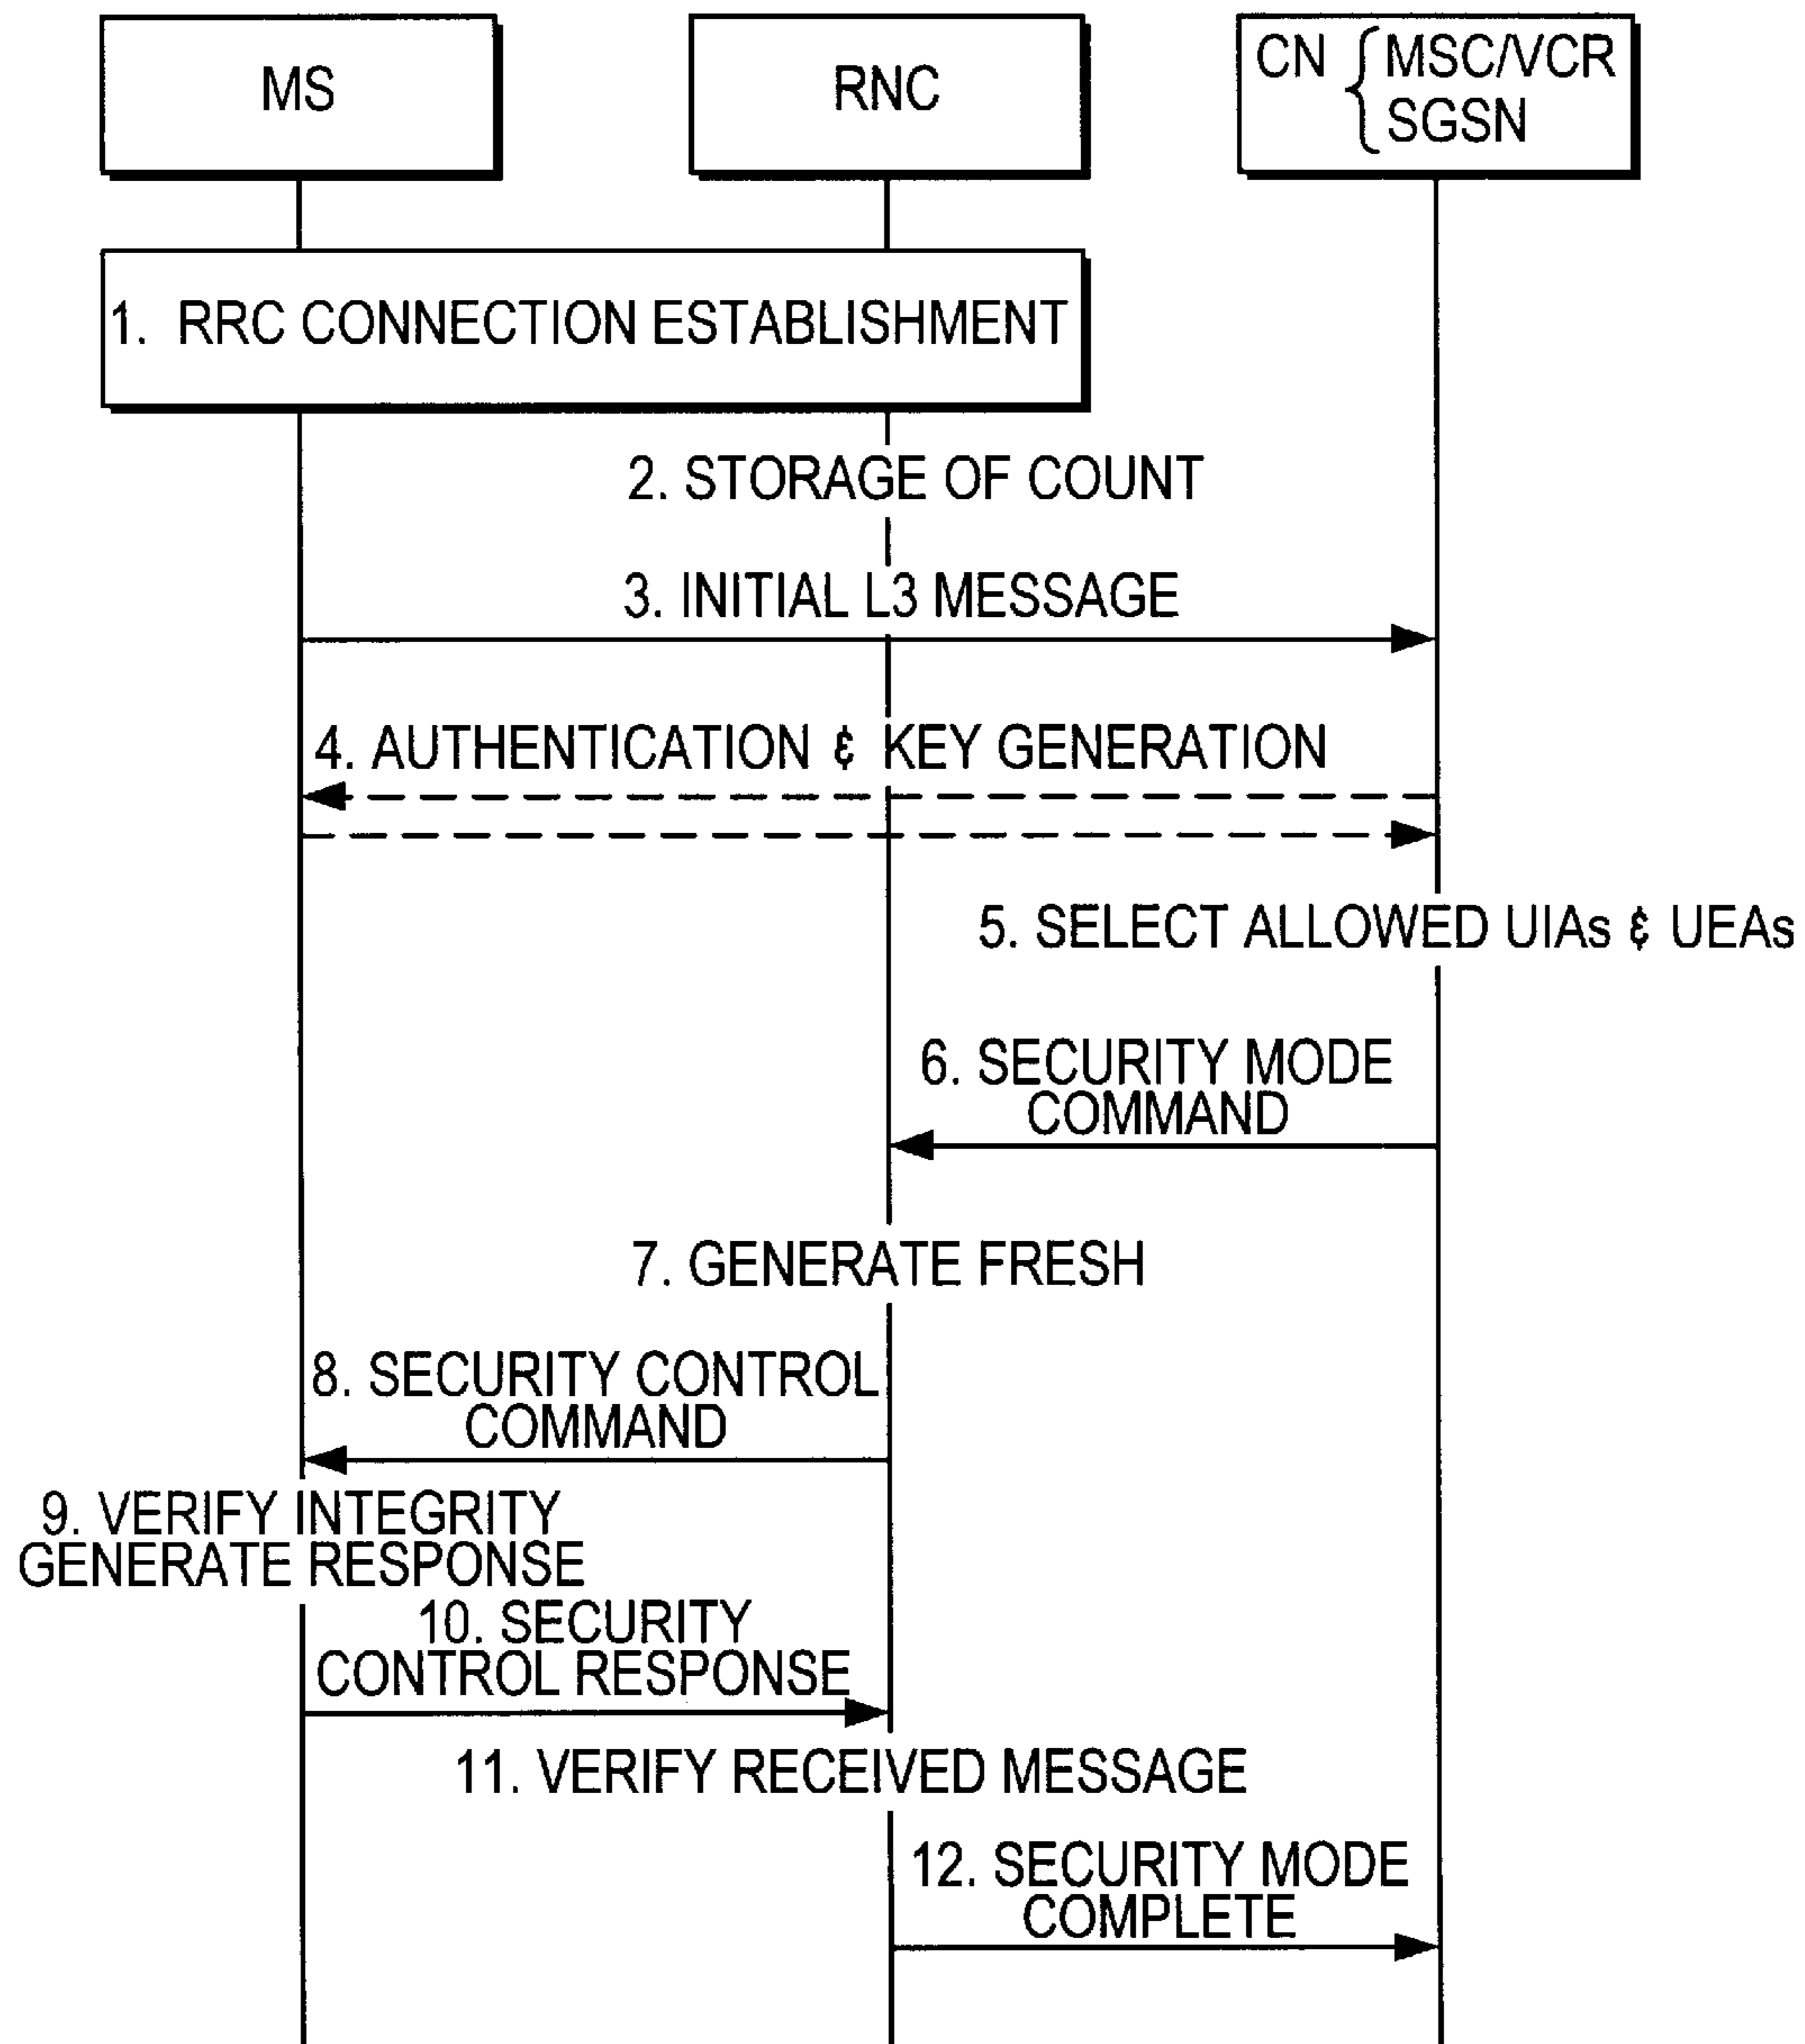 MS
RNC
CN { MSC/VCR
SGSN
1. RRC CONNECTION ESTABLISHMENT
2. STORAGE OF COUNT
3. INITIAL L3 MESSAGE
4. AUTHENTICATION & KEY GENERATION
5. SELECT ALLOWED UIAs & UEAs
6. SECURITY MODE
COMMAND
7. GENERATE FRESH
8. SECURITY CONTROL
COMMAND
9. VERIFY INTEGRITY
GENERATE RESPONSE
10. SECURITY
CONTROL RESPONSE
11. VERIFY RECEIVED MESSAGE
12. SECURITY MODE
COMPLETE